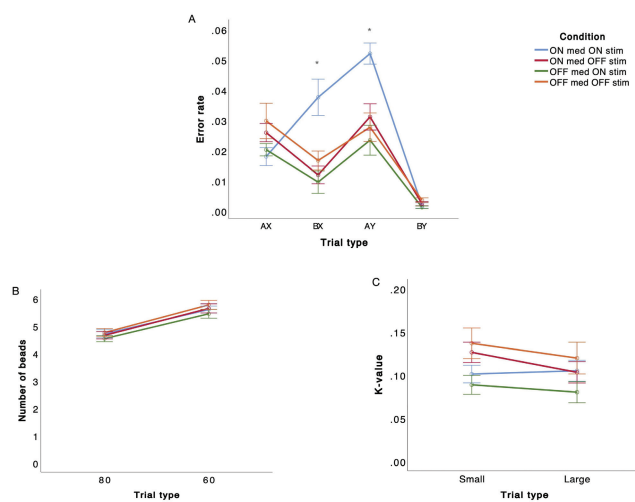 A
Error rate
.06
.05
.04
.03
.02
.01
.00
*
*
AX BX AY BY
Trial type
Condition
ON med ON stim
ON med OFF stim
OFF med ON stim
OFF med OFF stim
B
Number of beads
6
5
4
3
2
1
0
80 60
Trial type
C
K-value
.20
.15
.10
.05
.00
Small Large
Trial type